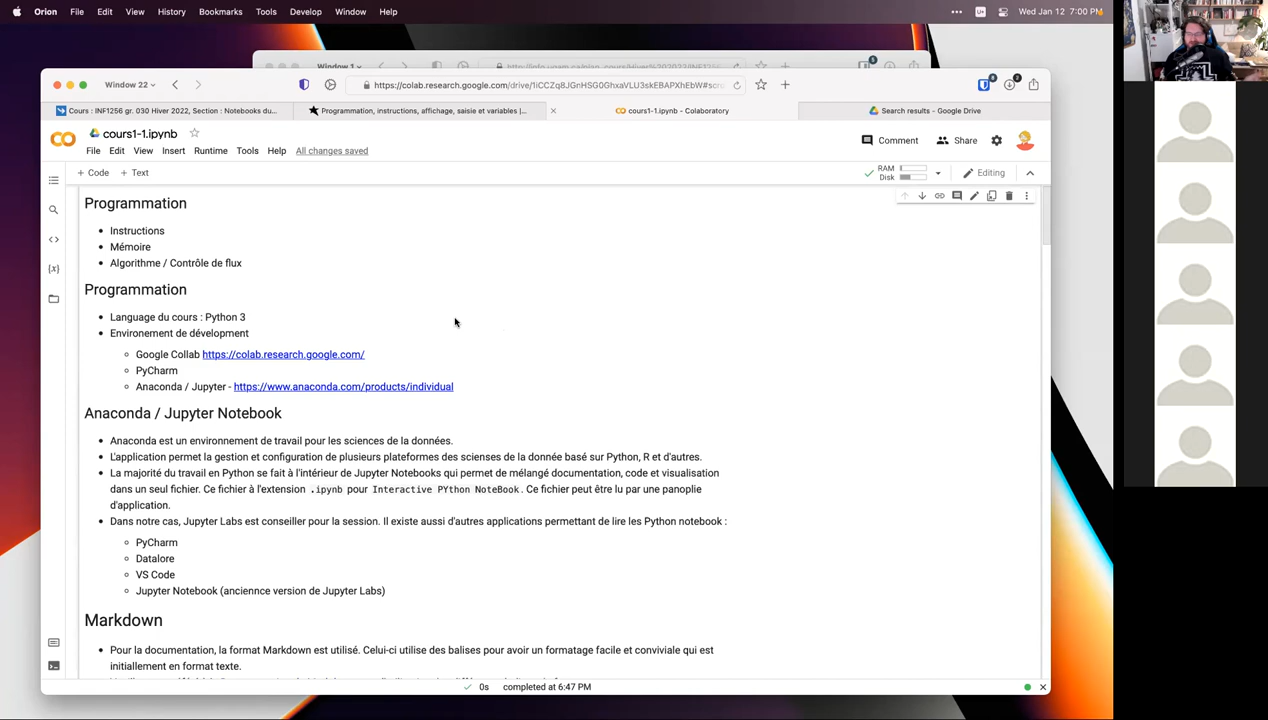 Orion File Edit View History Bookmarks Tools Develop Window Help
Wed Jan 12 7:00 PM
Window 1
Window 22
https://colab.research.google.com/drive/1iCCZq8JGnHSG0GhxaVLU3skEBAPXhEbW#scr
Cours : INF1256 gr. 030 Hiver 2022, Section : Notebooks du...
Programmation, instructions, affichage, saisie et variables |...
cours1-1.ipynb - Colaboratory
Search results - Google Drive
cours1-1.ipynb
Comment
Share
File Edit View Insert Runtime Tools Help All changes saved
+ Code + Text
RAM
Disk
Editing
Programmation
• Instructions
• Mémoire
• Algorithme / Contrôle de flux
Programmation
• Language du cours : Python 3
• Environement de dévelopment
Google Collab https://colab.research.google.com/
PyCharm
Anaconda / Jupyter - https://www.anaconda.com/products/individual
Anaconda / Jupyter Notebook
• Anaconda est un environement de travail pour les sciences de la données.
• L'application permet la gestion et configuration de plusieurs plateformes des scienses de la donnée basé sur Python, R et d'autres.
• La majorité du travail en Python se fait à l'intérieur de Jupyter Notebooks qui permet de mélangé documentation, code et visualisation
dans un seul fichier. Ce fichier à l'extension .ipynb pour Interactive PYthon NoteBook. Ce fichier peut être lu par une panoplie
d'application.
• Dans notre cas, Jupyter Labs est conseiller pour la session. Il existe aussi d'autres applications permettant de lire les Python notebook :
PyCharm
Datalore
VS Code
Jupyter Notebook (anciennce version de Jupyter Labs)
Markdown
• Pour la documentation, la format Markdown est utilisé. Celui-ci utilise des balises pour avoir un formatage facile et conviviale qui est
initiallement en format texte.
0s completed at 6:47 PM